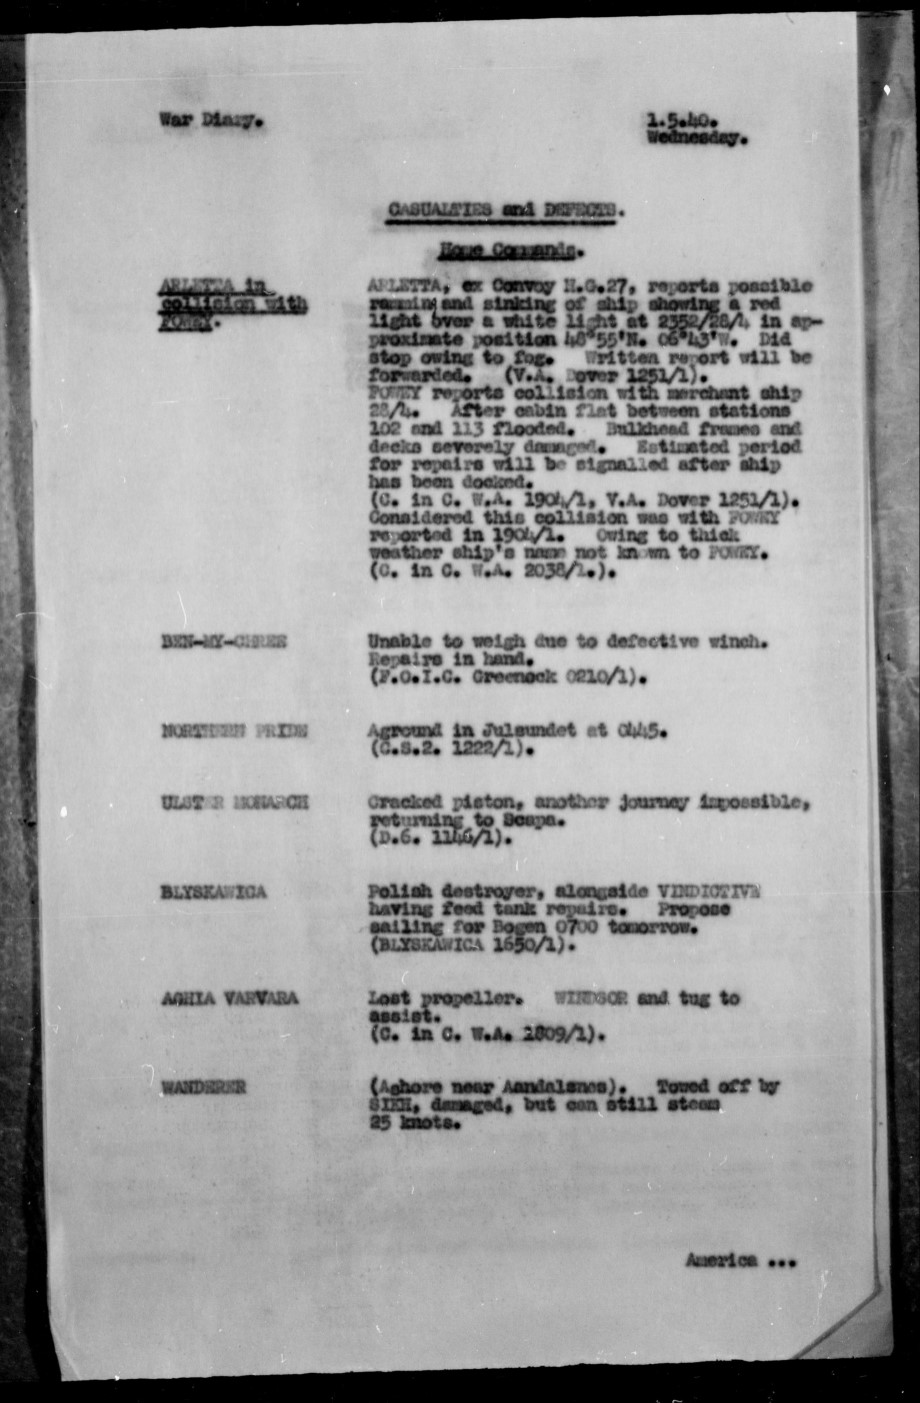 War Diary.
1.5.40.
Wednesday.
CASUALTIES and DEFECTS.
Home Commands.
ARLETTA in
collision with
FOWEY.
ARLETTA, ex Convoy H.G.27, reports possible
ramming and sinking of ship showing a red
light over a white light at 2352/28/4 in ap-
proximate position 48°55'N. 06°43'W. Did
stop owing to fog. Written report will be
forwarded. (V.A. Dover 1251/1).
FOWEY reports collision with merchant ship
28/4. After cabin flat between stations
102 and 113 flooded. Bulkhead frames and
decks severely damaged. Estimated period
for repairs will be signalled after ship
has been docked.
(C. in C. W.A. 1904/1, V.A. Dover 1251/1).
Considered this collision was with FOWEY
reported in 1904/1. Owing to thick
weather ship's name not known to FOWEY.
(C. in C. W.A. 2038/1.).
BEN-MY-CHREE
Unable to weigh due to defective winch.
Repairs in hand.
(F.O.I.C. Greenock 0210/1).
NORTHERN PRIDE
Aground in Julsundet at 0445.
(C.S.2. 1222/1).
ULSTER MONARCH
Cracked piston, another journey impossible,
returning to Scapa.
(D.6. 1146/1).
BLYSKAWICA
Polish destroyer, alongside VINDICTIVE
having feed tank repairs. Propose
sailing for Bogen 0700 tomorrow.
(BLYSKAWICA 1650/1).
AGHIA VARVARA
Lost propeller. WINDSOR and tug to
assist.
(C. in C. W.A. 1809/1).
WANDERER
(Ashore near Aandalsnes). Towed off by
SIKH, damaged, but can still steam
25 knots.
America ...